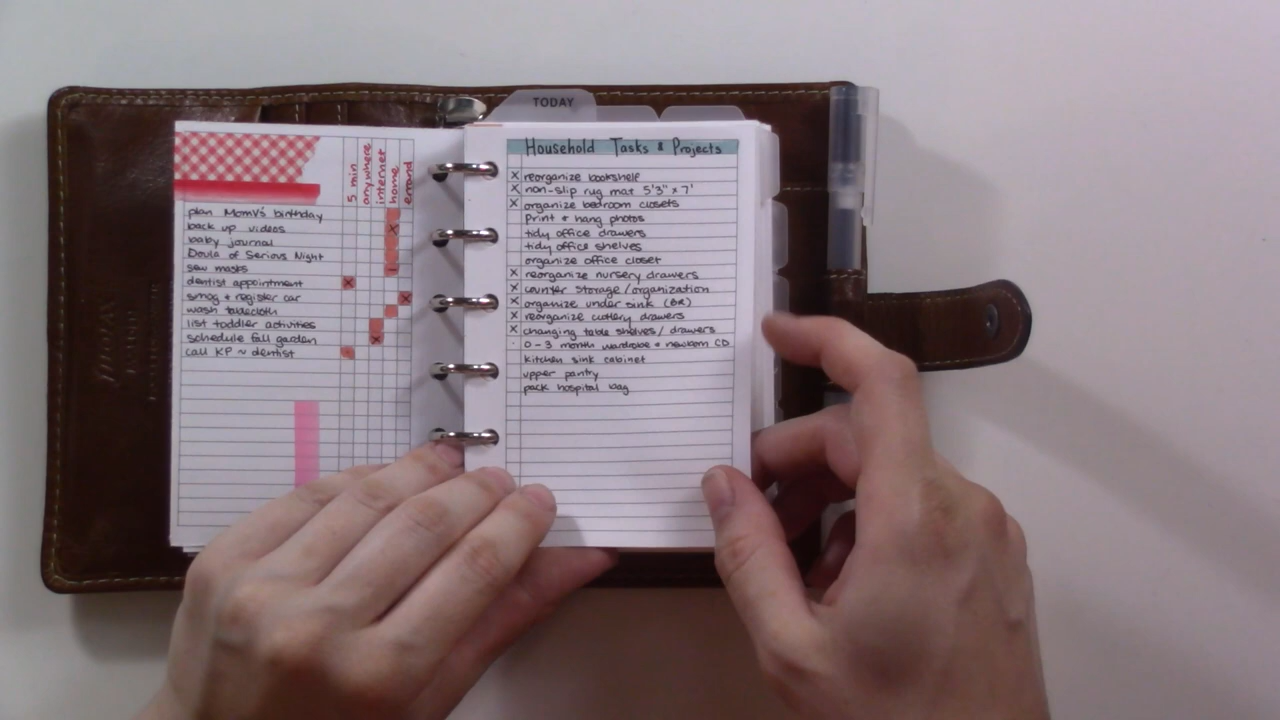 TODAY
5 min
anywhere
internet
home
errand
plan MomV's birthday
back up videos
baby journal
Doula of Serious Night
sew masks
dentist appointment
smog & register car
wash tablecloth
list toddler activities
schedule fall garden
call KP ~ dentist
Household Tasks & Projects
x reorganize bookshelf
x non-slip rug mat 5'3" x 7'
x organize bedroom closets
Print & hang photos
tidy office drawers
tidy office shelves
organize office closet
x reorganize nursery drawers
x counter storage/organization
x organize under sink (BR)
x reorganize cutlery drawers
x changing table shelves/drawers
· 0-3 month wardrobe & newborn CD
kitchen sink cabinet
upper pantry
pack hospital bag